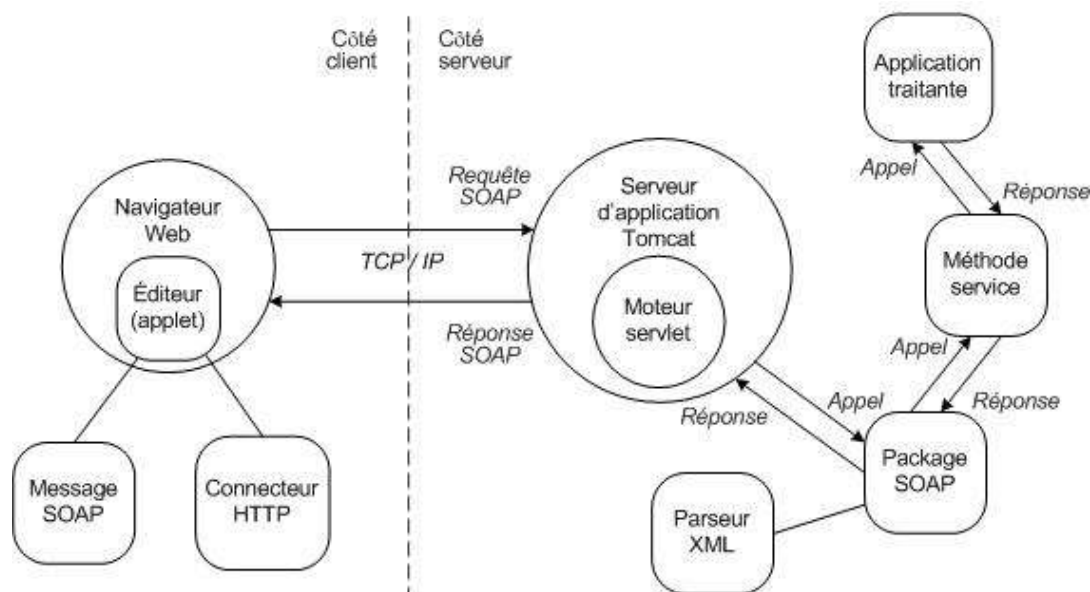 Côté
client
Côté
serveur
Application
traitante
Appel
Réponse
Requête
SOAP
Serveur
d'application
Tomcat
Navigateur
Web
TCP / IP
Méthode
service
Éditeur
(applet)
Moteur
servlet
Réponse
SOAP
Appel
Réponse
Appel
Réponse
Message
SOAP
Connecteur
HTTP
Package
SOAP
Parseur
XML